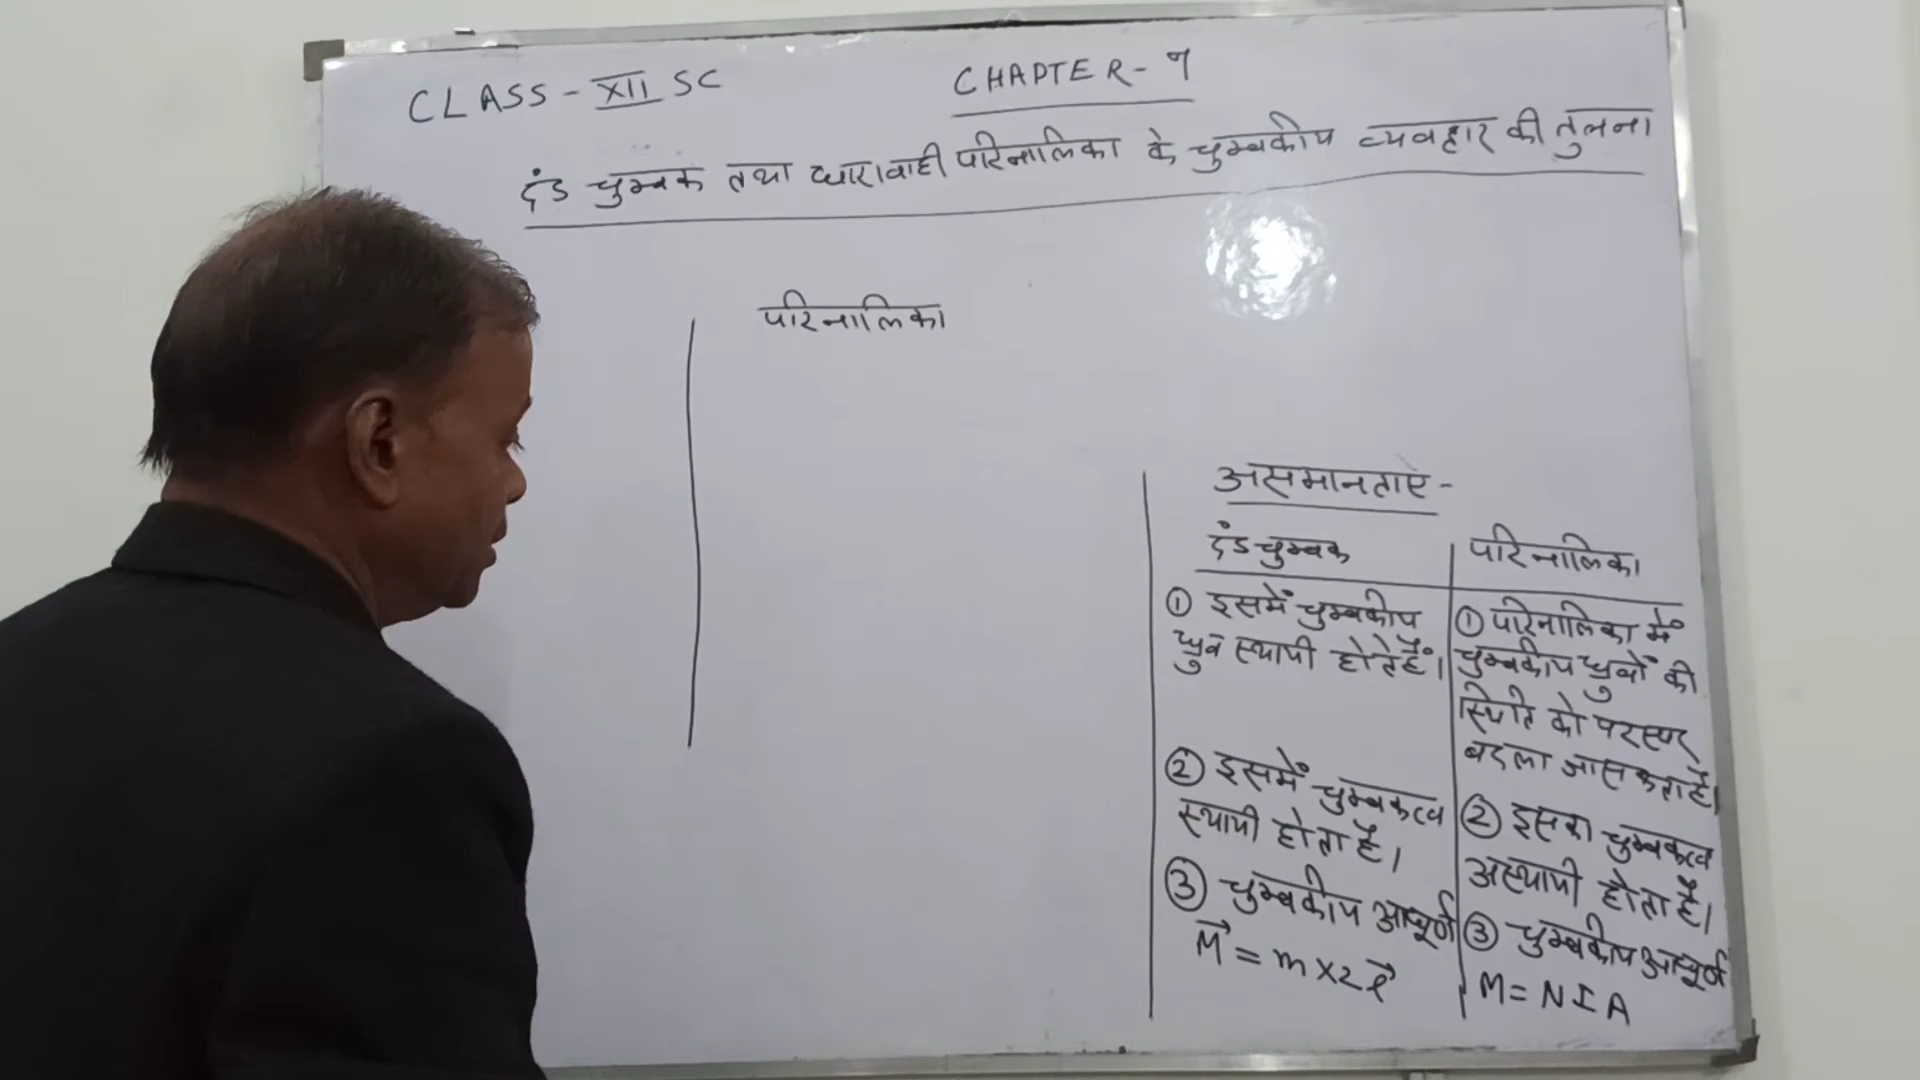 CLASS - XII SC
CHAPTER - 9
दंड चुम्बक तथा धारावाही परिनालिका के चुम्बकीय व्यवहार की तुलना
परिनालिका
असमानताएं -
दंड चुम्बक
① इसमें चुम्बकीय
ध्रुव स्थायी होते हैं।
② इसमें चुम्बकत्व
स्थायी होता है।
③ चुम्बकीय आघूर्ण
M⃗ = m×2l⃗
परिनालिका
① परिनालिका में
चुम्बकीय ध्रुवों की
स्थिति को परस्पर
बदला जा सकता है।
② इसका चुम्बकत्व
अस्थायी होता है।
③ चुम्बकीय आघूर्ण
M = NIA